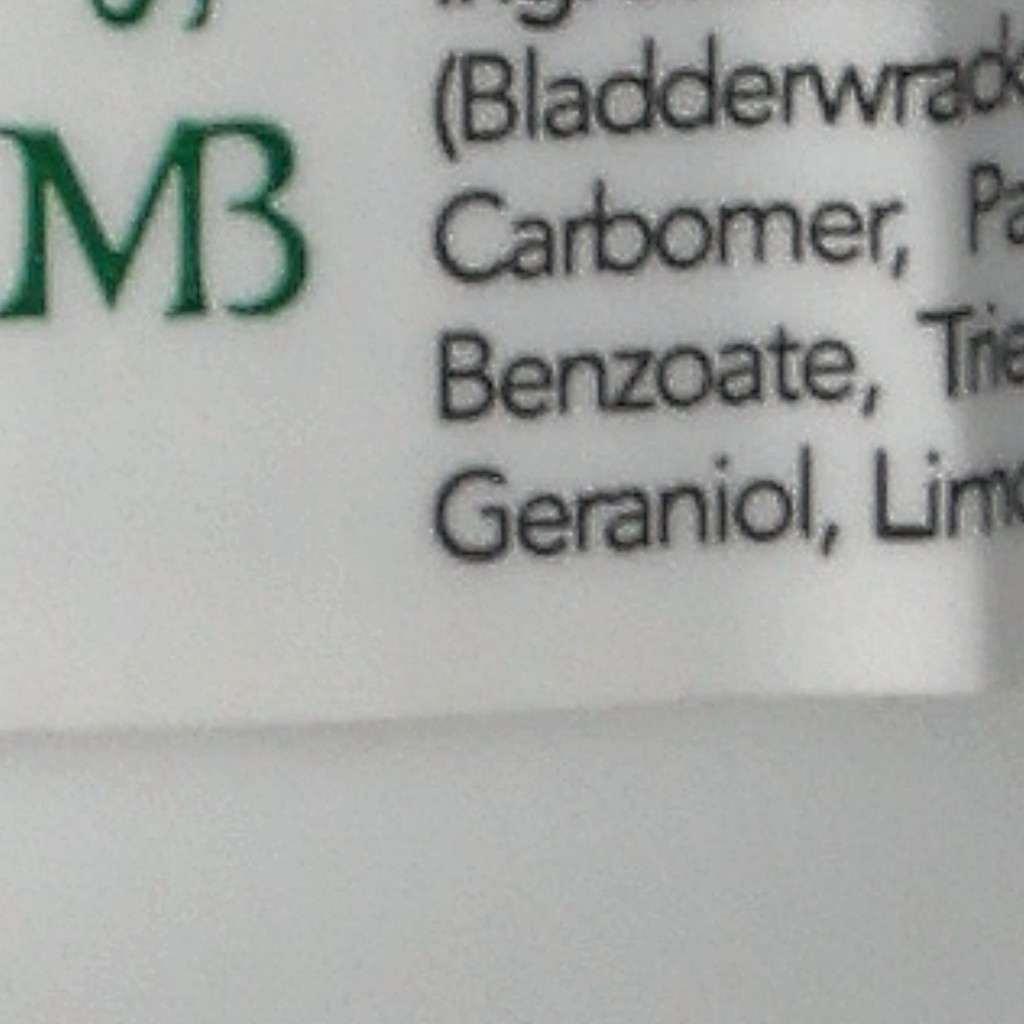 MB
(Bladderwrack
Carbomer,
Benzoate,
Geraniol,